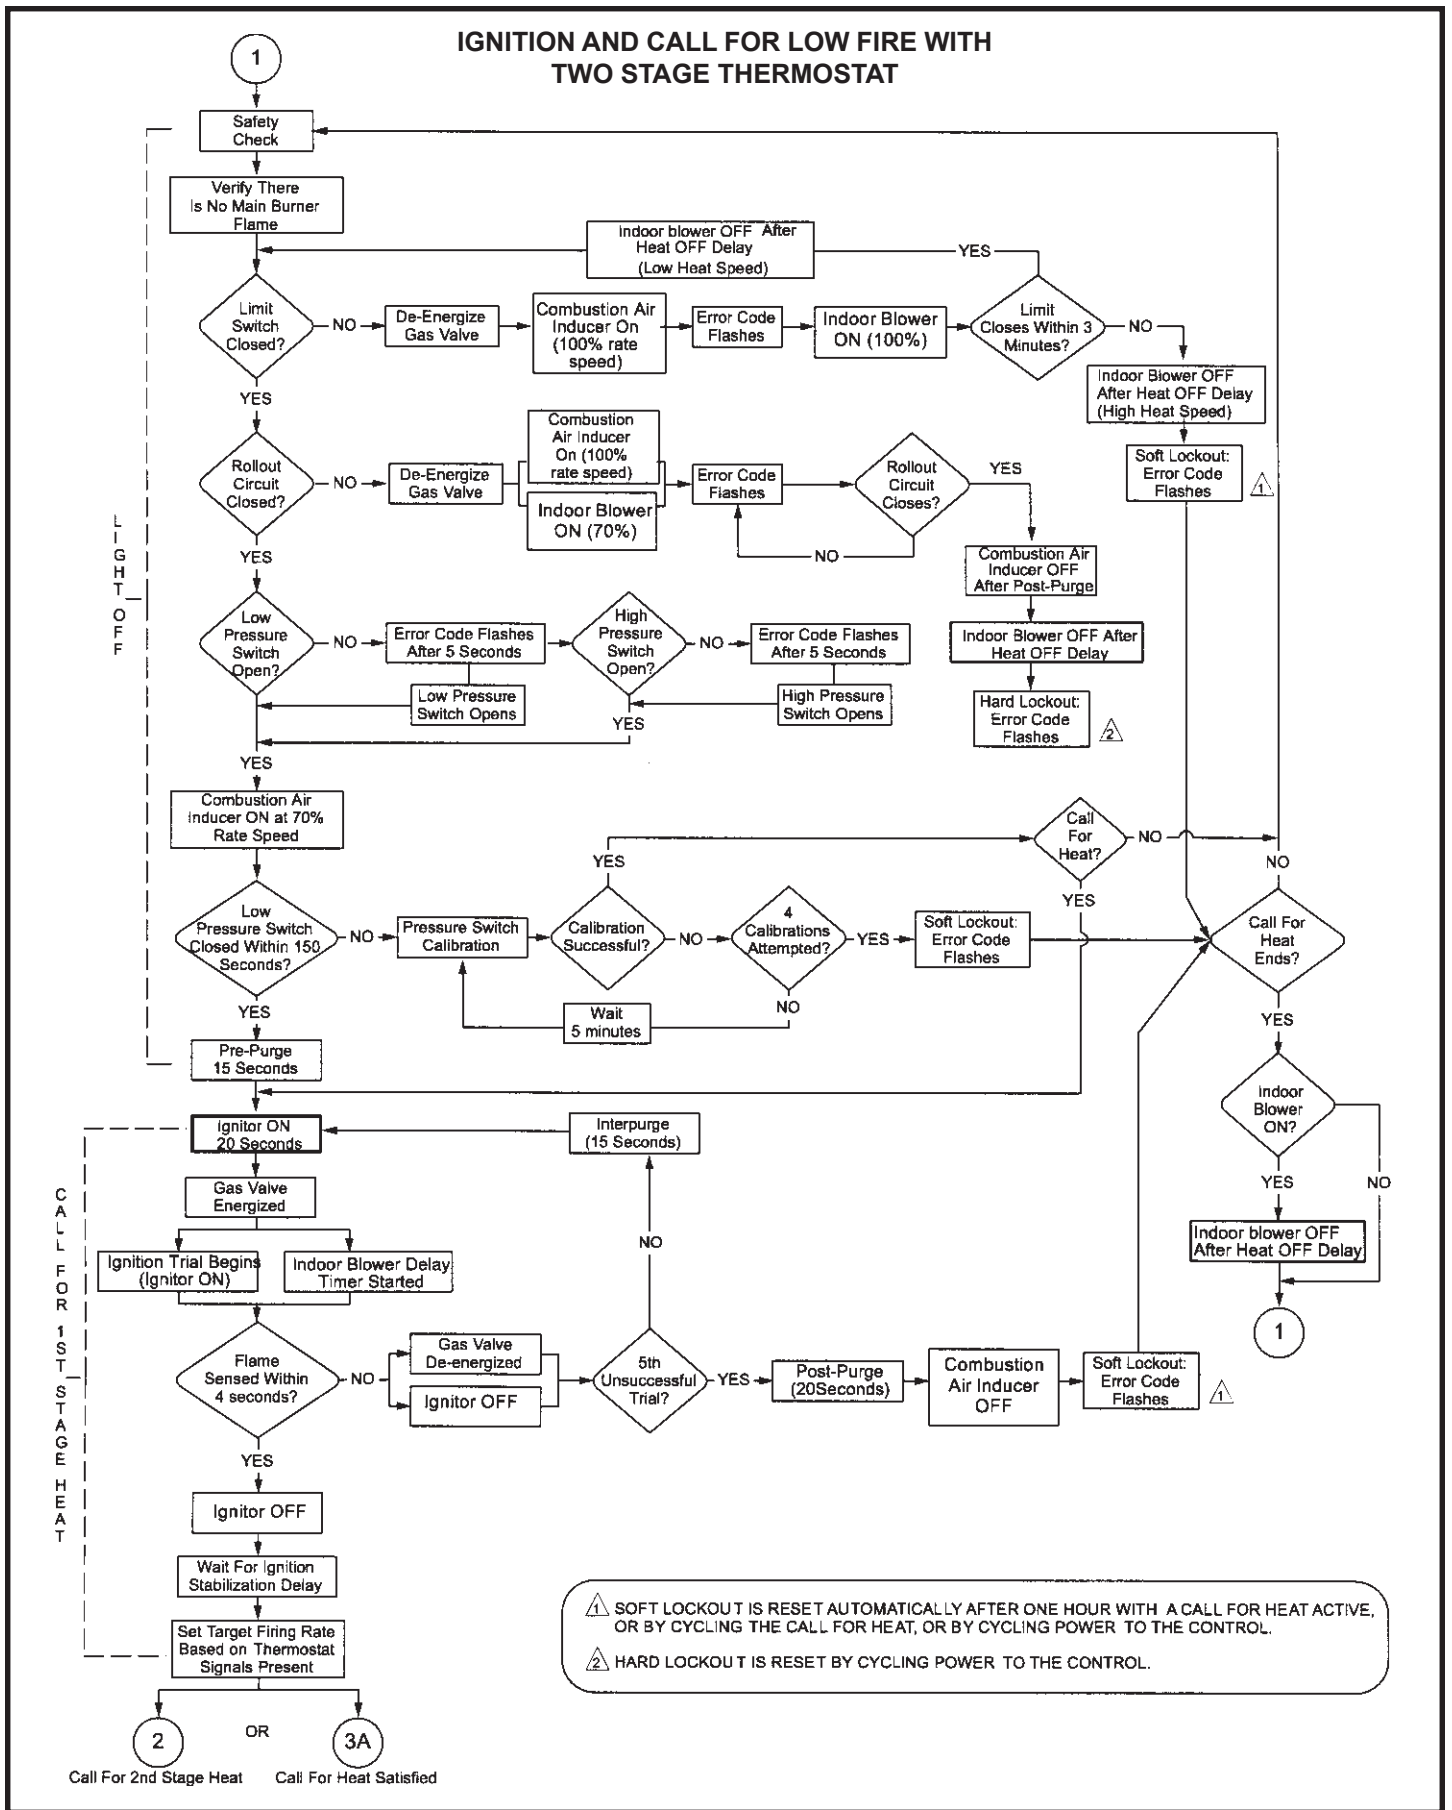 IGNITION AND CALL FOR LOW FIRE WITH
TWO STAGE THERMOSTAT
1
Safety
Check
Verify There
Is No Main Burner
Flame
Indoor blower OFF After
Heat OFF Delay
(Low Heat Speed)
YES
Limit
Switch
Closed?
NO
De-Energize
Gas Valve
Combustion Air
Inducer On
(100% rate
speed)
Error Code
Flashes
Indoor Blower
ON (100%)
Limit
Closes Within 3
Minutes?
NO
Indoor Blower OFF
After Heat OFF Delay
(High Heat Speed)
Soft Lockout:
Error Code
Flashes
1
YES
Rollout
Circuit
Closed?
NO
De-Energize
Gas Valve
Combustion
Air Inducer
On (100%
rate speed)
Indoor Blower
ON (70%)
Error Code
Flashes
Rollout
Circuit
Closes?
YES
NO
Combustion Air
Inducer OFF
After Post-Purge
Indoor Blower OFF After
Heat OFF Delay
Hard Lockout:
Error Code
Flashes
2
LIGHT OFF
YES
Low
Pressure
Switch
Open?
NO
Error Code Flashes
After 5 Seconds
Low Pressure
Switch Opens
High
Pressure
Switch
Open?
NO
Error Code Flashes
After 5 Seconds
High Pressure
Switch Opens
YES
YES
Combustion Air
Inducer ON at 70%
Rate Speed
Low
Pressure Switch
Closed Within 150
Seconds?
NO
Pressure Switch
Calibration
Calibration
Successful?
YES
NO
4
Calibrations
Attempted?
YES
NO
Wait
5 minutes
Soft Lockout:
Error Code
Flashes
Call
For
Heat?
NO
YES
NO
Call For
Heat
Ends?
YES
Indoor
Blower
ON?
YES
NO
Indoor blower OFF
After Heat OFF Delay
1
YES
Pre-Purge
15 Seconds
CALL FOR 1ST STAGE HEAT
Ignitor ON
20 Seconds
Interpurge
(15 Seconds)
Gas Valve
Energized
Ignition Trial Begins
(Ignitor ON)
Indoor Blower Delay
Timer Started
Flame
Sensed Within
4 seconds?
NO
Gas Valve
De-energized
Ignitor OFF
NO
5th
Unsuccessful
Trial?
YES
Post-Purge
(20Seconds)
Combustion
Air Inducer
OFF
Soft Lockout:
Error Code
Flashes
1
YES
Ignitor OFF
Wait For Ignition
Stabilization Delay
Set Target Firing Rate
Based on Thermostat
Signals Present
2
OR
3A
Call For 2nd Stage Heat
Call For Heat Satisfied
1 SOFT LOCKOUT IS RESET AUTOMATICALLY AFTER ONE HOUR WITH A CALL FOR HEAT ACTIVE,
OR BY CYCLING THE CALL FOR HEAT, OR BY CYCLING POWER TO THE CONTROL.
2 HARD LOCKOUT IS RESET BY CYCLING POWER TO THE CONTROL.